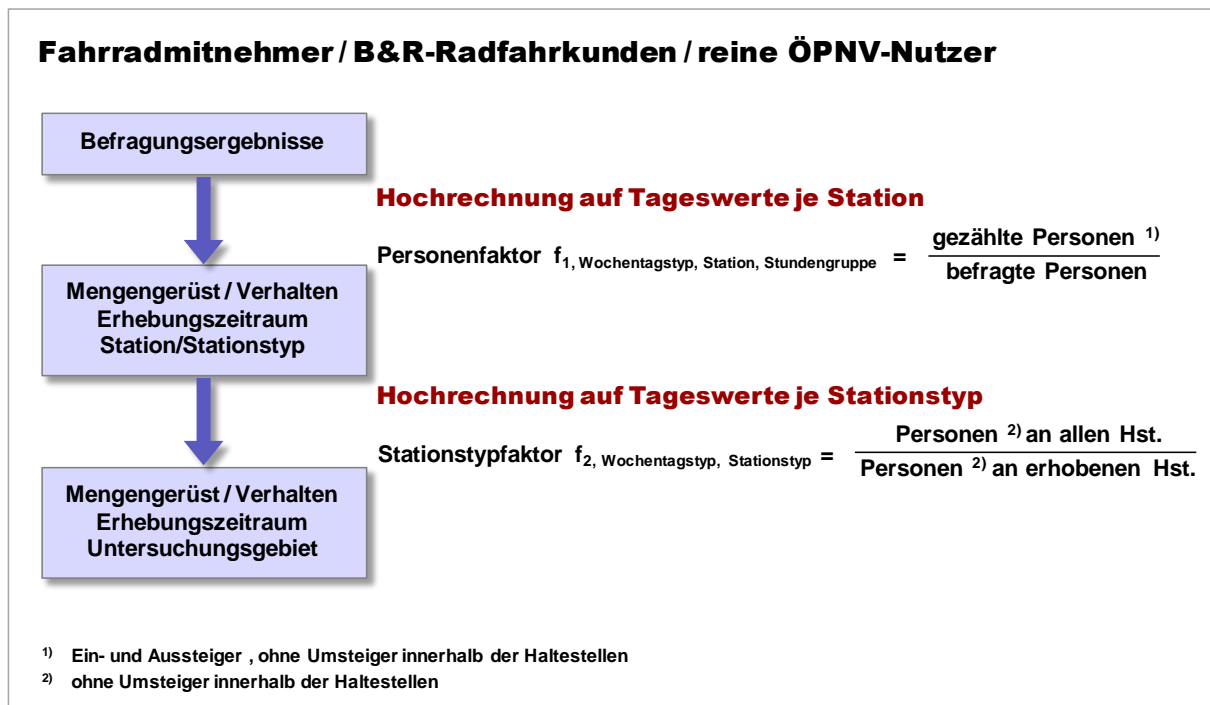 Fahrradmitnehmer / B&R-Radfahrkunden / reine ÖPNV-Nutzer
Befragungsergebnisse
Hochrechnung auf Tageswerte je Station
Personenfaktor f1, Wochentagstyp, Station, Stundengruppe = gezählte Personen 1)
befragte Personen
Mengengerüst / Verhalten
Erhebungszeitraum
Station/Stationstyp
Hochrechnung auf Tageswerte je Stationstyp
Stationstypfaktor f2, Wochentagstyp, Stationstyp = Personen 2) an allen Hst.
Personen 2) an erhobenen Hst.
Mengengerüst / Verhalten
Erhebungszeitraum
Untersuchungsgebiet
1) Ein- und Aussteiger , ohne Umsteiger innerhalb der Haltestellen
2) ohne Umsteiger innerhalb der Haltestellen